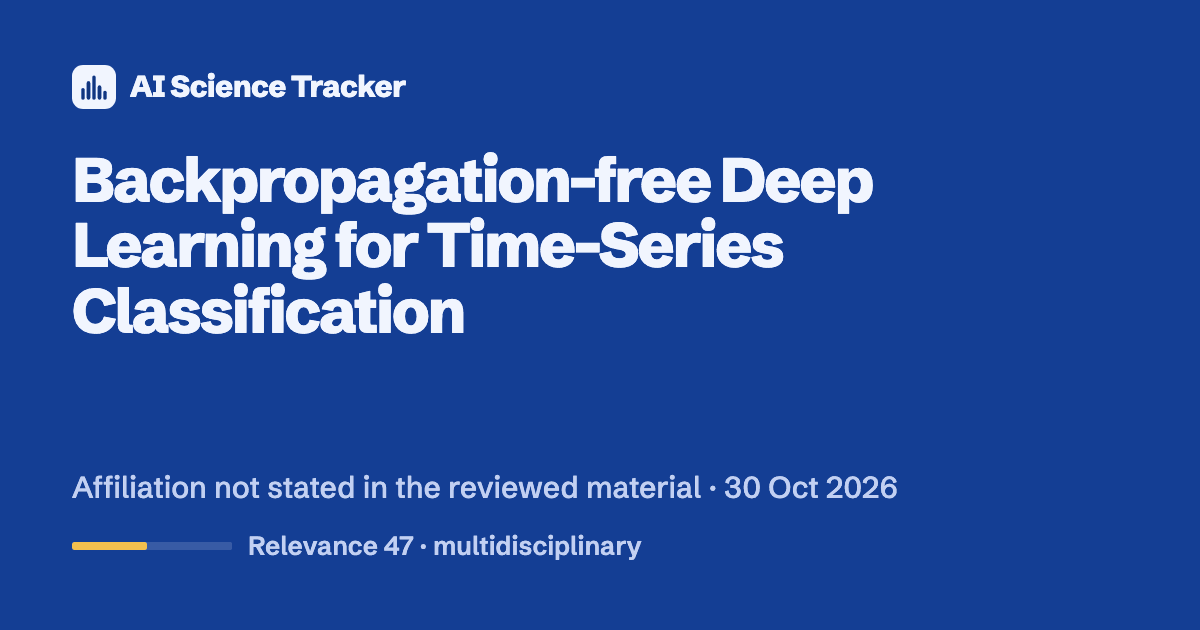 AI Science Tracker
Backpropagation-free Deep
Learning for Time-Series
Classification
Affiliation not stated in the reviewed material · 30 Oct 2026
Relevance 47 · multidisciplinary